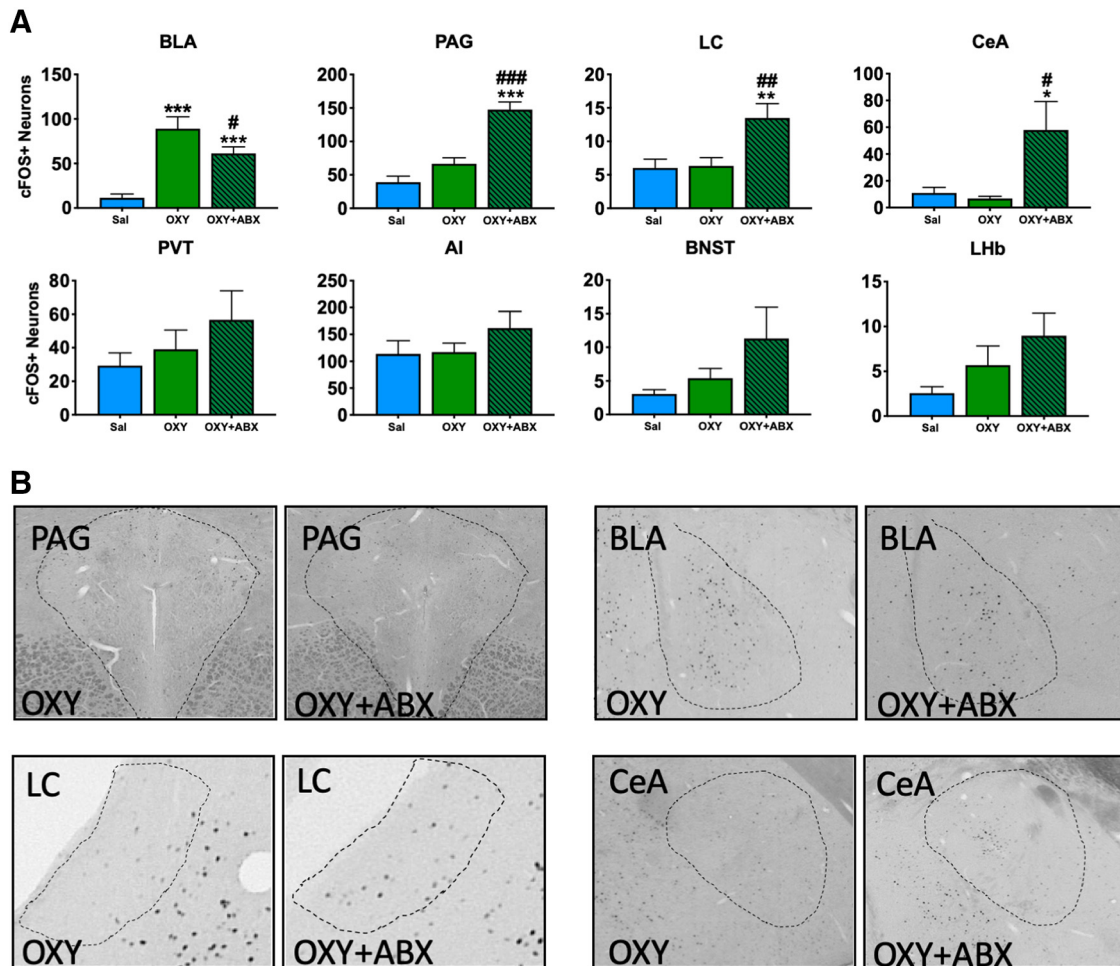 A
BLA
PAG
LC
CeA
cFOS+ Neurons
150
100
50
0
***
#
***
Sal
OXY
OXY+ABX
200
150
100
50
0
###
***
Sal
OXY
OXY+ABX
20
15
10
5
0
##
**
Sal
OXY
OXY+ABX
100
80
60
40
20
0
#
*
Sal
OXY
OXY+ABX
PVT
AI
BNST
LHb
cFOS+ Neurons
80
60
40
20
0
Sal
OXY
OXY+ABX
250
200
150
100
50
0
Sal
OXY
OXY+ABX
20
15
10
5
0
Sal
OXY
OXY+ABX
15
10
5
0
Sal
OXY
OXY+ABX
B
PAG
OXY
PAG
OXY+ABX
BLA
OXY
BLA
OXY+ABX
LC
OXY
LC
OXY+ABX
CeA
OXY
CeA
OXY+ABX